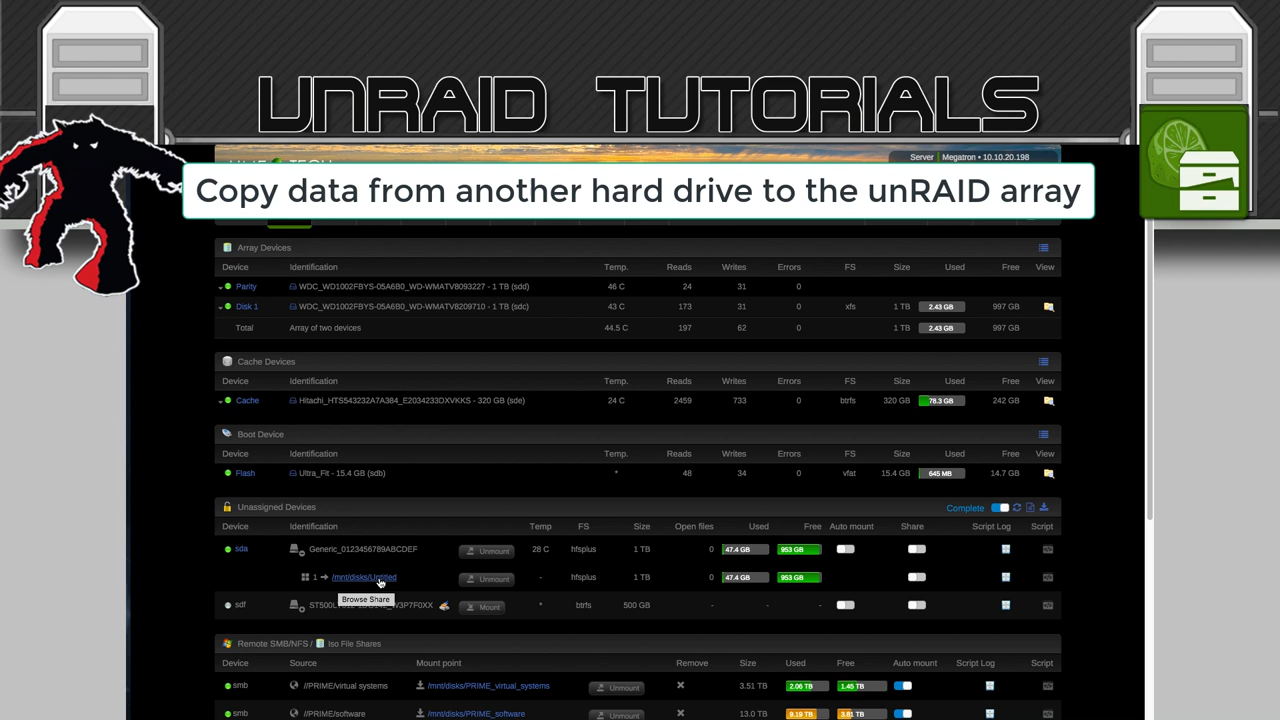 UNRAID TUTORIALS
Server | Megatron • 10.10.20.198
Copy data from another hard drive to the unRAID array
Array Devices
Device Identification Temp. Reads Writes Errors FS Size Used Free View
Parity WDC_WD1002FBYS-05A6B0_WD-WMATV8093227 - 1 TB (sdd) 46 C 24 31 0
Disk 1 WDC_WD1002FBYS-05A6B0_WD-WMATV8209710 - 1 TB (sdc) 43 C 173 31 0 xfs 1 TB 2.43 GB 997 GB
Total Array of two devices 44.5 C 197 62 0 1 TB 2.43 GB 997 GB
Cache Devices
Device Identification Temp. Reads Writes Errors FS Size Used Free View
Cache Hitachi_HTS543232A7A384_E2034233DXVKKS - 320 GB (sde) 24 C 2459 733 0 btrfs 320 GB 78.3 GB 242 GB
Boot Device
Device Identification Temp. Reads Writes Errors FS Size Used Free View
Flash Ultra_Fit - 15.4 GB (sdb) * 48 34 0 vfat 15.4 GB 645 MB 14.7 GB
Unassigned Devices Complete
Device Identification Temp FS Size Open files Used Free Auto mount Share Script Log Script
sda Generic_0123456789ABCDEF Unmount 28 C hfsplus 1 TB 0 47.4 GB 953 GB
1 /mnt/disks/Untitled Unmount - hfsplus 1 TB 0 47.4 GB 953 GB
Browse Share
sdf Mount * btrfs 500 GB - - -
Remote SMB/NFS / Iso File Shares
Device Source Mount point Remove Size Used Free Auto mount Script Log Script
smb //PRIME/virtual systems /mnt/disks/PRIME_virtual_systems Unmount 3.51 TB 2.06 TB 1.45 TB
smb //PRIME/software /mnt/disks/PRIME_software Unmount 13.0 TB 9.19 TB 3.81 TB